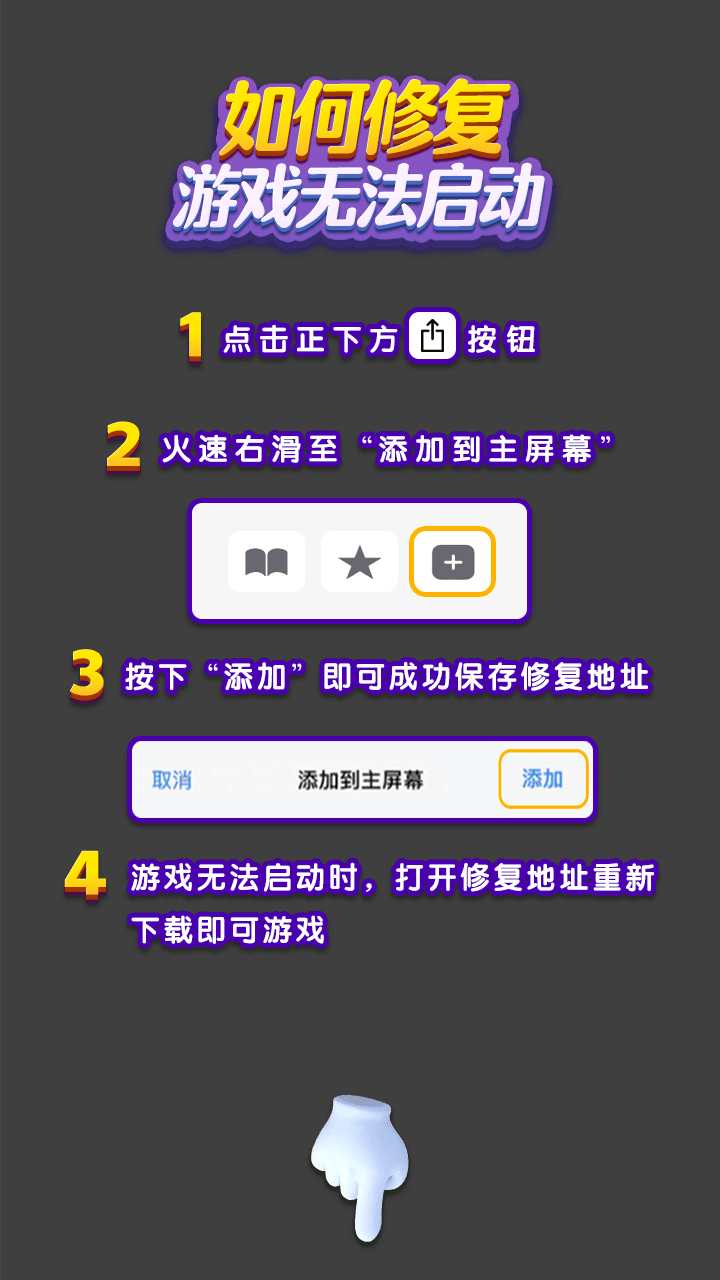 如何修复
游戏无法启动
1 点击正下方 按钮
2 火速右滑至“添加到主屏幕”
3 按下“添加”即可成功保存修复地址
取消 添加到主屏幕 添加
4 游戏无法启动时，打开修复地址重新
下载即可游戏